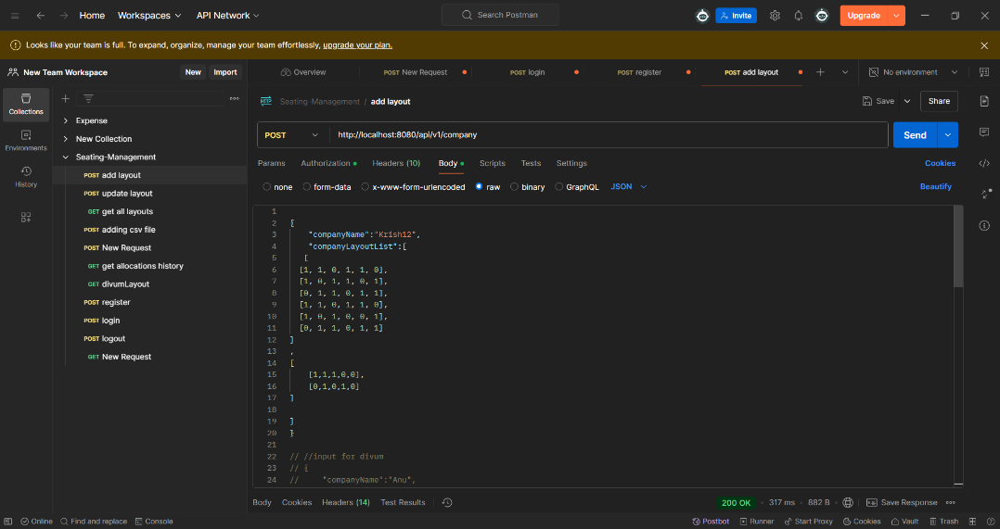 Home Workspaces API Network Search Postman Invite Upgrade
Looks like your team is full. To expand, organize, manage your team effortlessly, upgrade your plan.
New Team Workspace New Import Overview POST New Request POST login POST register POST add layout No environment
Collections
Environments
History
Expense
New Collection
Seating-Management
POST add layout
POST update layout
GET get all layouts
POST adding csv file
POST New Request
GET get allocations history
GET divumLayout
POST register
POST login
POST logout
GET New Request
HTTP Seating-Management / add layout Save Share
POST http://localhost:8080/api/v1/company Send
Params Authorization Headers (10) Body Scripts Tests Settings Cookies
none form-data x-www-form-urlencoded raw binary GraphQL JSON Beautify
1
2 {
3 "companyName":"Krish12",
4 "companyLayoutList":[
5 [
6 [1, 1, 0, 1, 1, 0],
7 [1, 0, 1, 1, 0, 1],
8 [0, 1, 1, 0, 1, 1],
9 [1, 1, 0, 1, 1, 0],
10 [1, 0, 1, 0, 0, 1],
11 [0, 1, 1, 0, 1, 1]
12 ]
13 ,
14 [
15 [1,1,1,0,0],
16 [0,1,0,1,0]
17 ]
18
19 ]
20 }
21
22 // //input for divum
23 // {
24 // "companyName":"Anu",
Body Cookies Headers (14) Test Results 200 OK 317 ms 882 B Save Response
Online Find and replace Console Postbot Runner Start Proxy Cookies Vault Trash